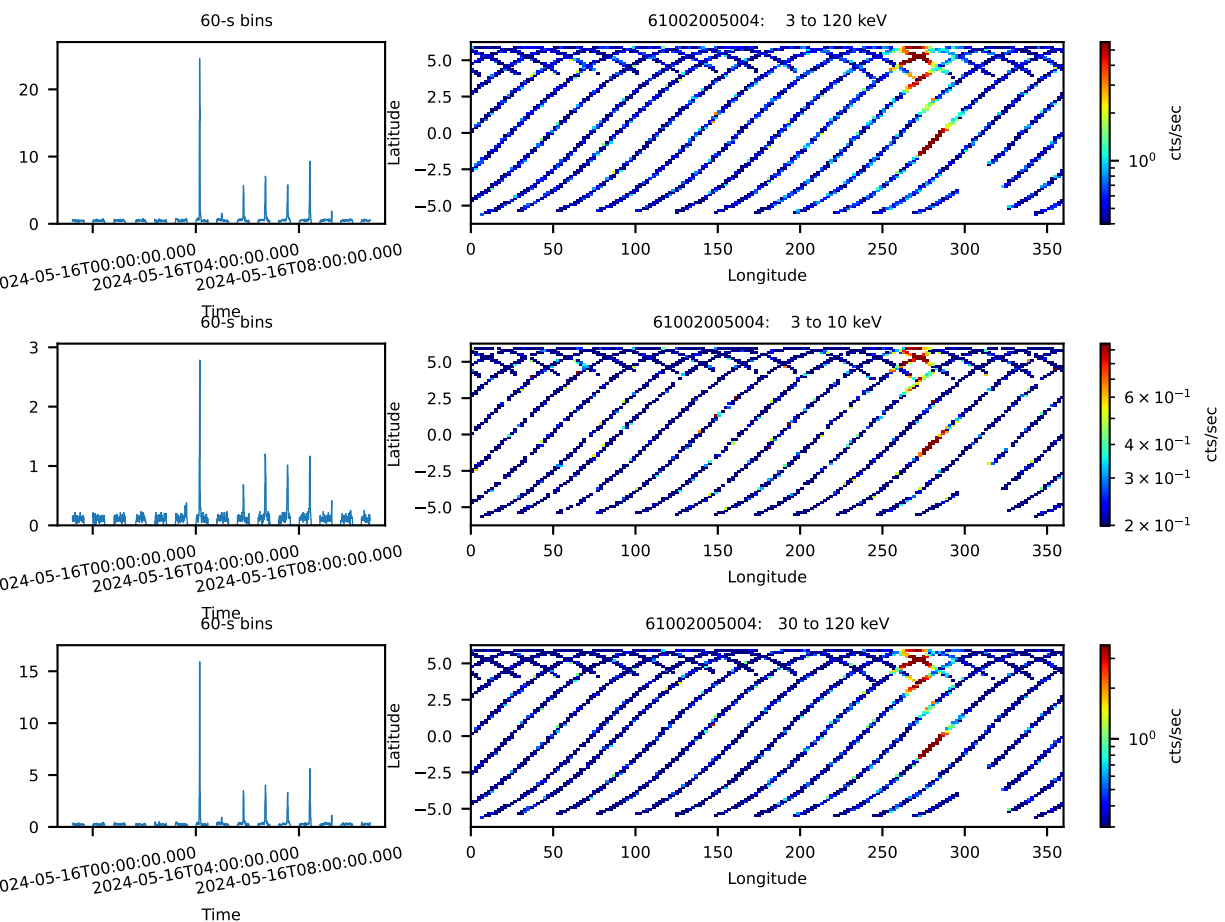 60-s bins
61002005004: 3 to 120 keV
20
10
0
024-05-16T00:00:00.000
2024-05-16T04:00:00.000
2024-05-16T08:00:00.000
Time
Latitude
5.0
2.5
0.0
−2.5
−5.0
0 50 100 150 200 250 300 350
Longitude
10^0
cts/sec
60-s bins
61002005004: 3 to 10 keV
3
2
1
0
024-05-16T00:00:00.000
2024-05-16T04:00:00.000
2024-05-16T08:00:00.000
Time
Latitude
5.0
2.5
0.0
−2.5
−5.0
0 50 100 150 200 250 300 350
Longitude
6 × 10^−1
4 × 10^−1
3 × 10^−1
2 × 10^−1
cts/sec
60-s bins
61002005004: 30 to 120 keV
15
10
5
0
024-05-16T00:00:00.000
2024-05-16T04:00:00.000
2024-05-16T08:00:00.000
Time
Latitude
5.0
2.5
0.0
−2.5
−5.0
0 50 100 150 200 250 300 350
Longitude
10^0
cts/sec